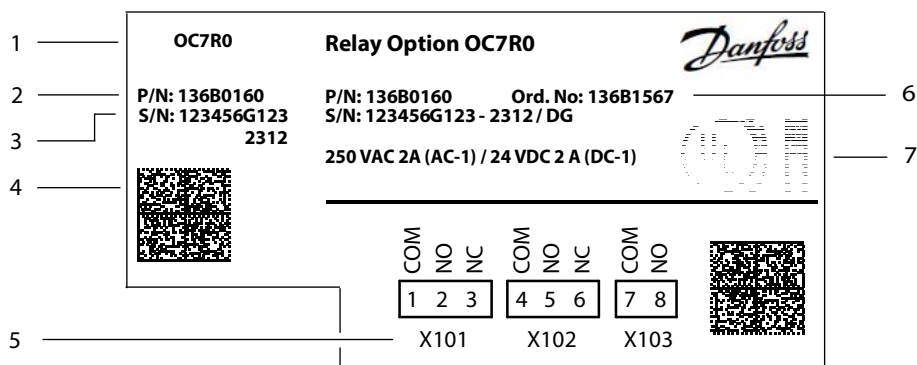 1
OC7R0
Relay Option OC7R0
Danfoss
2
P/N: 136B0160
P/N: 136B0160 Ord. No: 136B1567
6
3
S/N: 123456G123
2312
S/N: 123456G123 - 2312 / DG
250 VAC 2A (AC-1) / 24 VDC 2 A (DC-1)
7
4
COM NO NC COM NO NC COM NO
1 2 3 4 5 6 7 8
5
X101 X102 X103